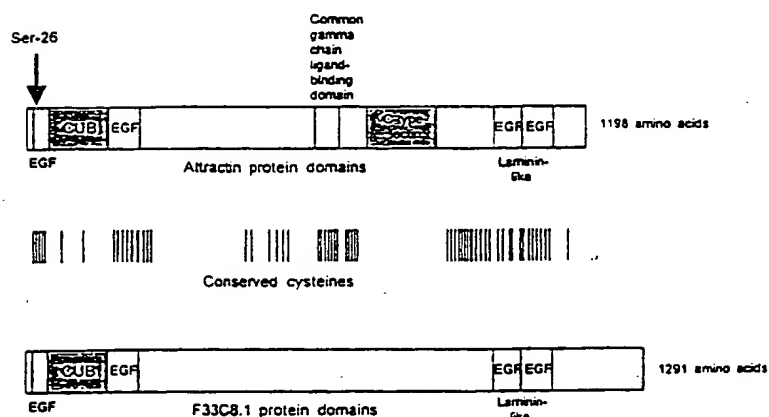 Common
gamma
chain
ligand-
binding
domain
Ser-26
CUB EGF C-type EGF EGF 1198 amino acids
EGF Attractin protein domains Laminin-
like
Conserved cysteines
CUB EGF EGF EGF 1291 amino acids
EGF F33C8.1 protein domains Laminin-
like